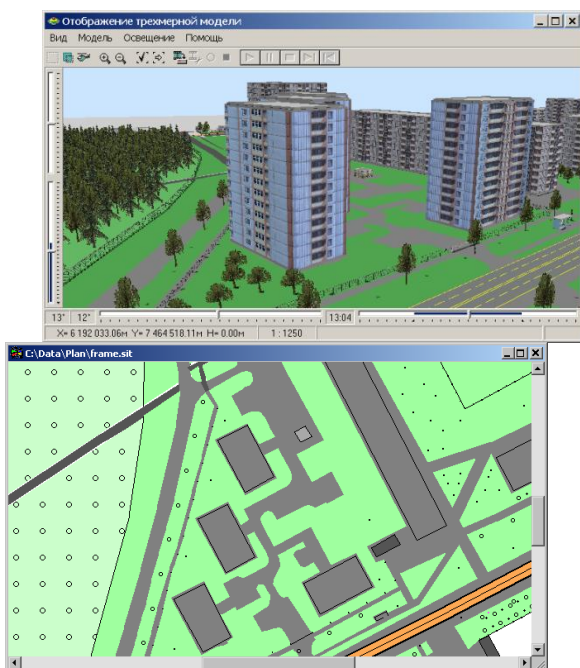 Отображение трехмерной модели
Вид Модель Освещение Помощь
13° 12° 13:04
X= 6 192 033.06м Y= 7 464 518.11м H= 0.00м 1 : 1250
C:\Data\Plan\frame.sit